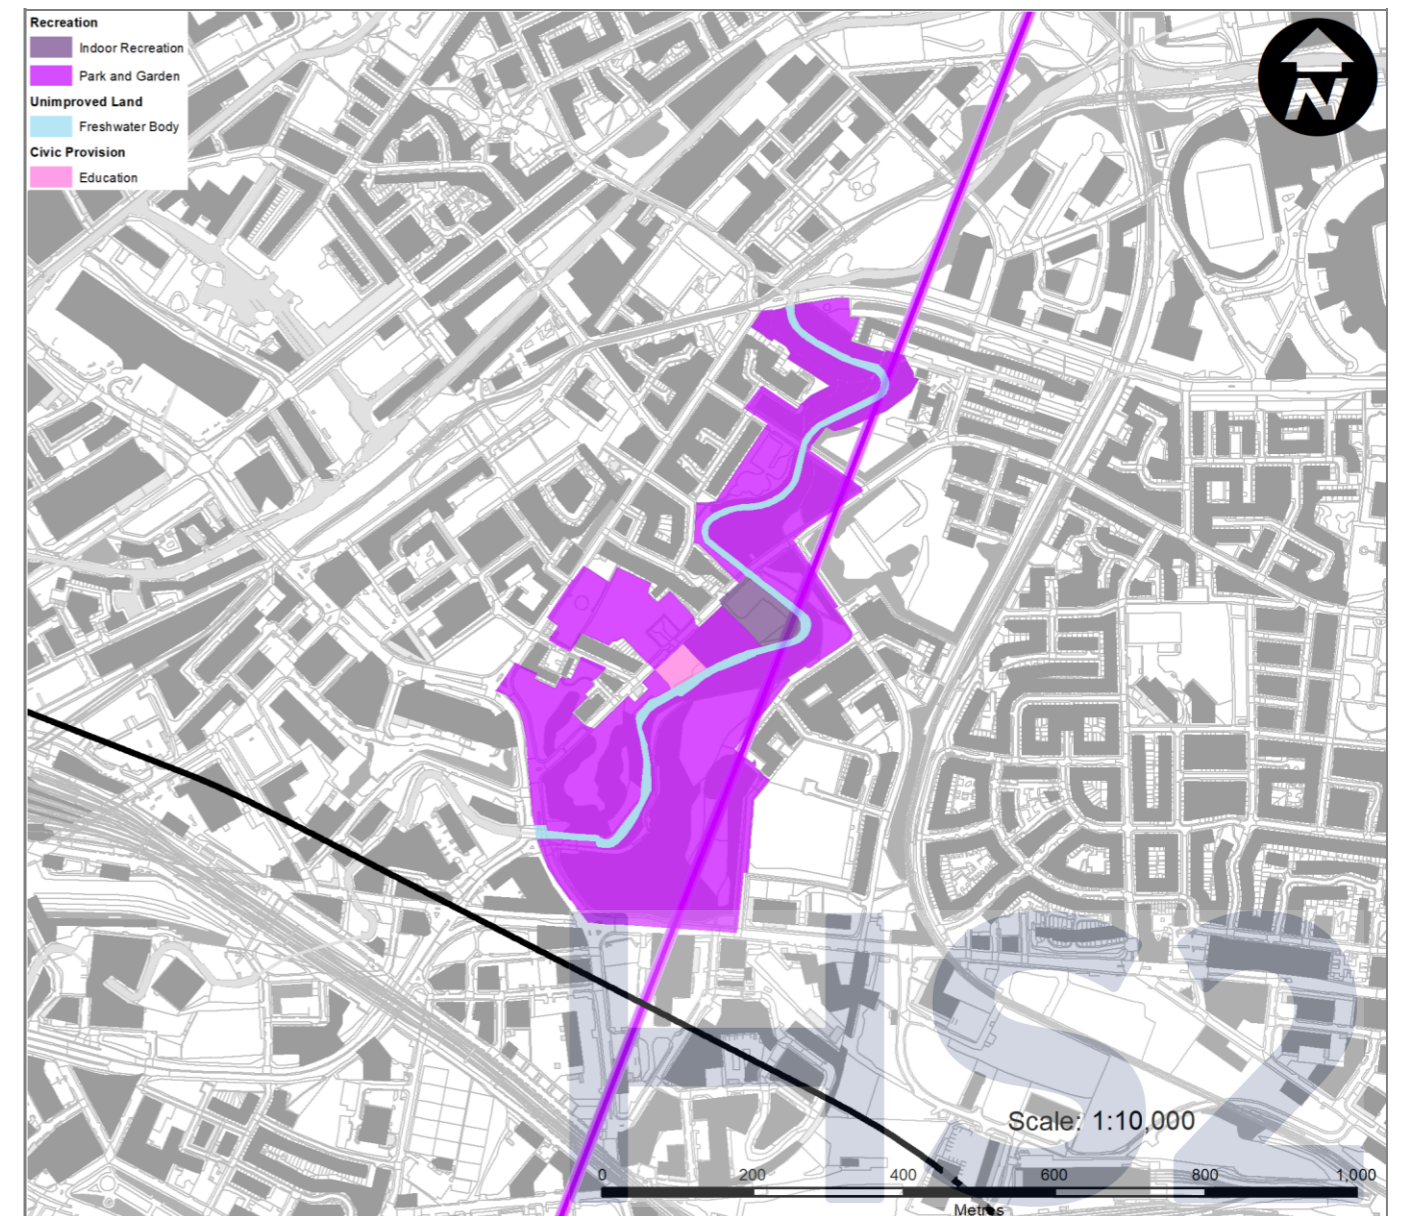 Recreation
Indoor Recreation
Park and Garden
Unimproved Land
Freshwater Body
Civic Provision
Education
N
HS2
Scale: 1:10,000
0 200 400 600 800 1,000
Metres